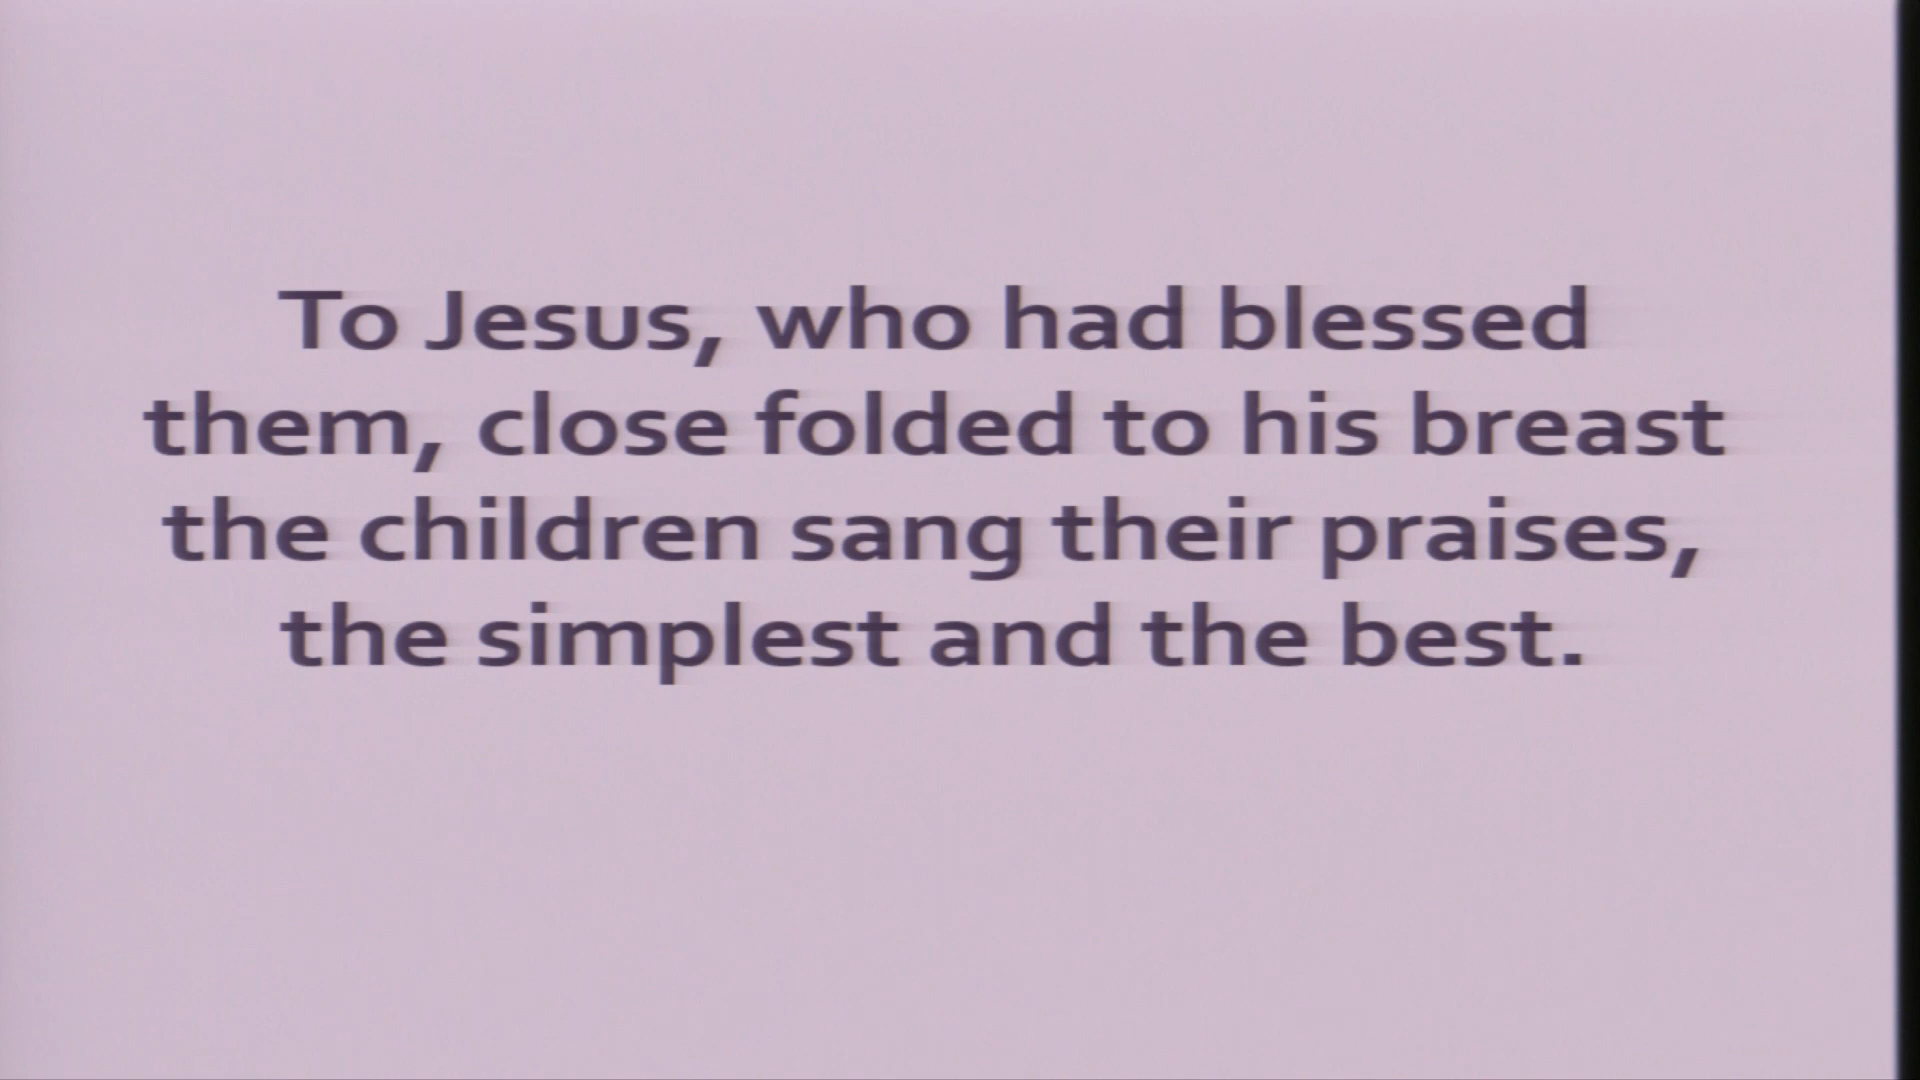 To Jesus, who had blessed
them, close folded to his breast
the children sang their praises,
the simplest and the best.